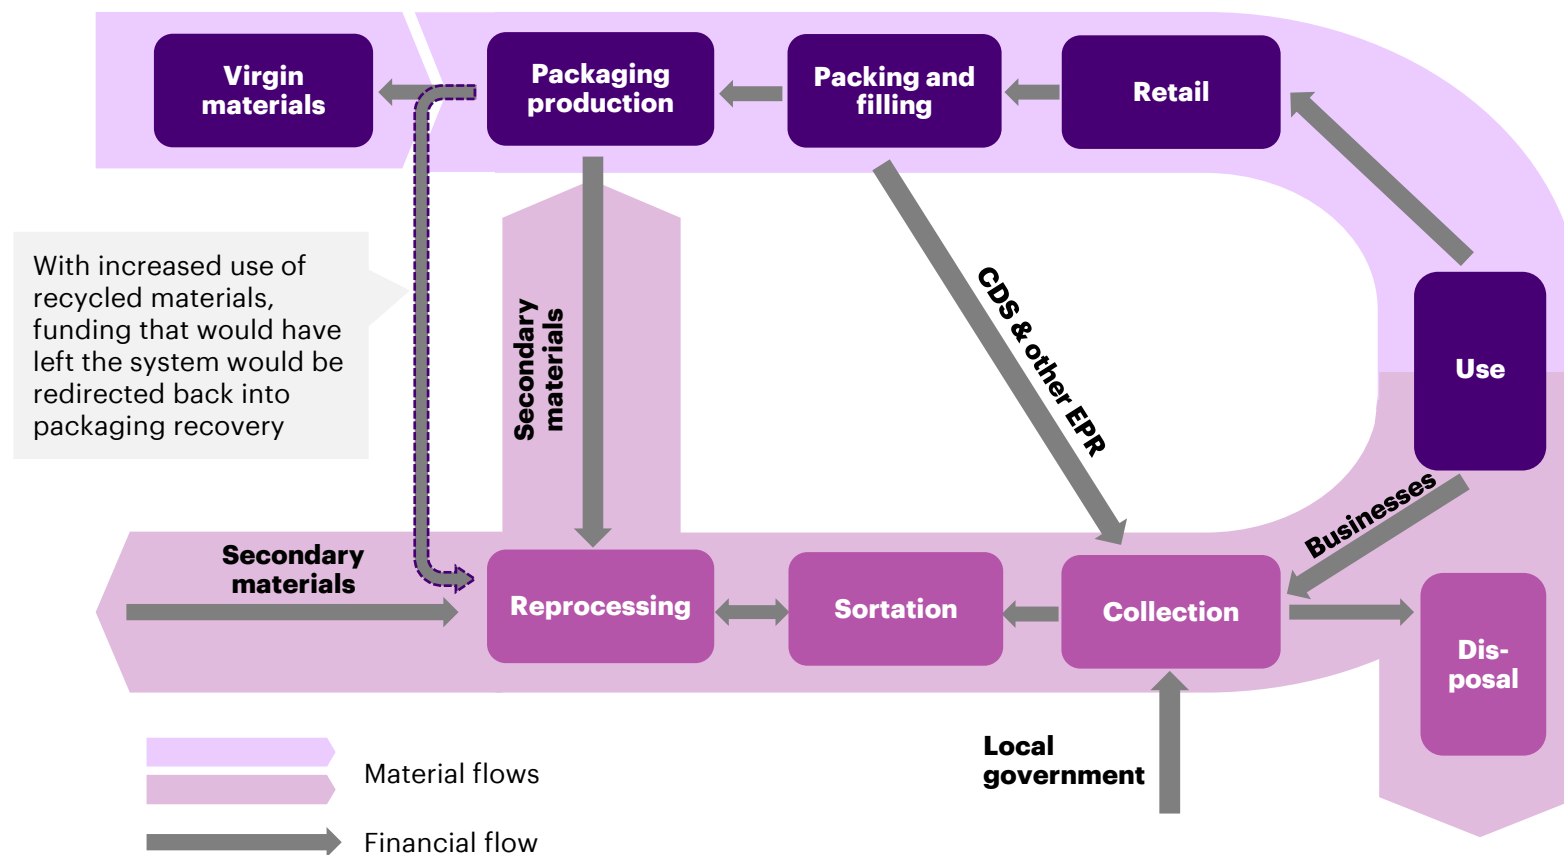 Virgin
materials
Packaging
production
Packing and
filling
Retail
With increased use of
recycled materials,
funding that would have
left the system would be
redirected back into
packaging recovery
Secondary
materials
CDS & other EPR
Use
Businesses
Secondary
materials
Reprocessing
Sortation
Collection
Dis-
posal
Local
government
Material flows
Financial flow